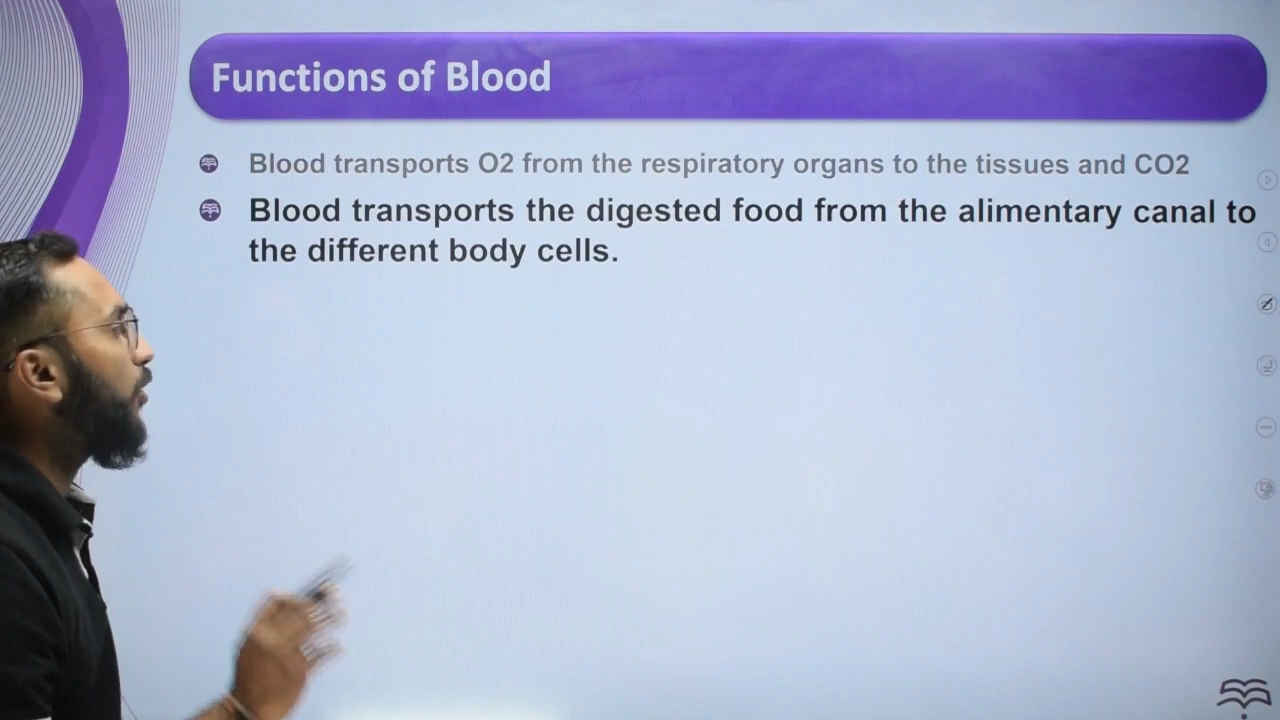 Functions of Blood
Blood transports O2 from the respiratory organs to the tissues and CO2
Blood transports the digested food from the alimentary canal to
the different body cells.